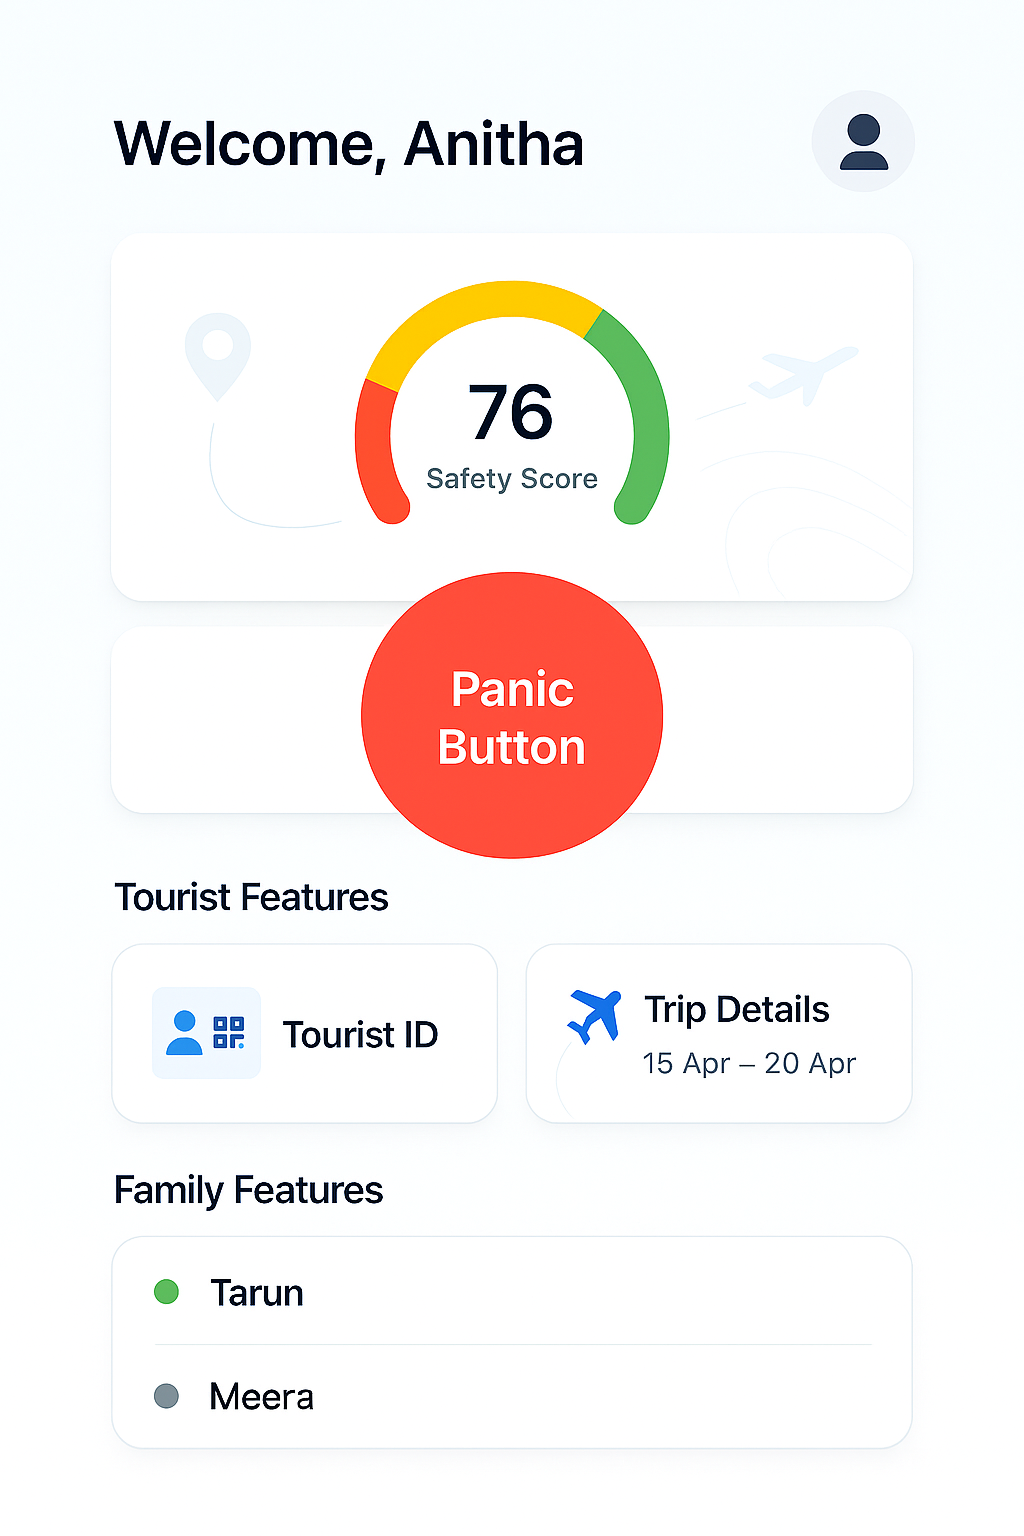 Welcome, Anitha
76
Safety Score
Panic
Button
Tourist Features
Tourist ID
Trip Details
15 Apr – 20 Apr
Family Features
Tarun
Meera